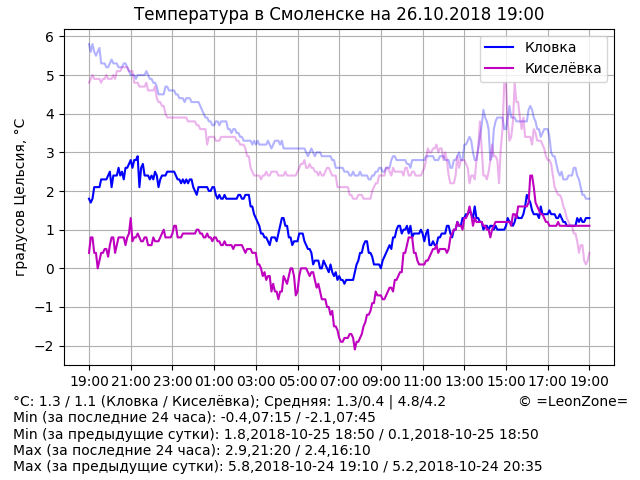 Температура в Смоленске на 26.10.2018 19:00
6
5
4
3
2
1
0
−1
−2
градусов Цельсия, °C
Кловка
Киселёвка
19:00 21:00 23:00 01:00 03:00 05:00 07:00 09:00 11:00 13:00 15:00 17:00 19:00
°C: 1.3 / 1.1 (Кловка / Киселёвка); Средняя: 1.3/0.4 | 4.8/4.2 © =LeonZone=
Min (за последние 24 часа): -0.4,07:15 / -2.1,07:45
Min (за предыдущие сутки): 1.8,2018-10-25 18:50 / 0.1,2018-10-25 18:50
Max (за последние 24 часа): 2.9,21:20 / 2.4,16:10
Max (за предыдущие сутки): 5.8,2018-10-24 19:10 / 5.2,2018-10-24 20:35